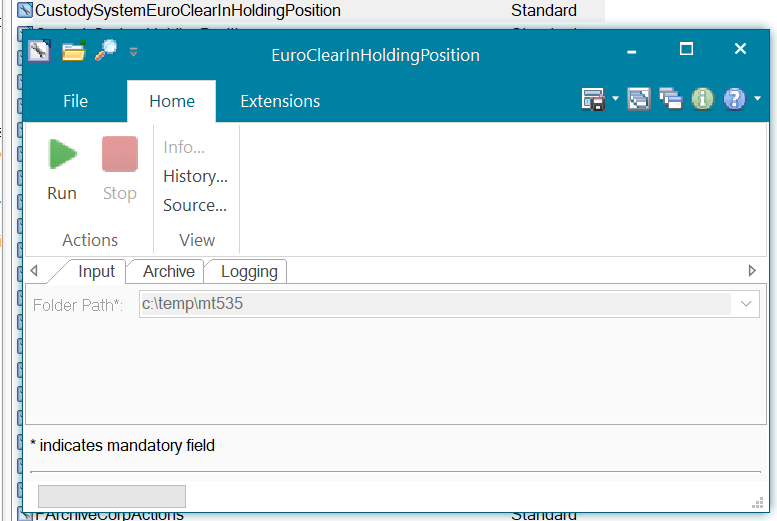 CustodySystemEuroClearInHoldingPosition Standard
EuroClearInHoldingPosition
File Home Extensions
Run Stop
Info...
History...
Source...
Actions View
Input Archive Logging
Folder Path*: c:\temp\mt535
* indicates mandatory field
PArchiveCorpActions Standard